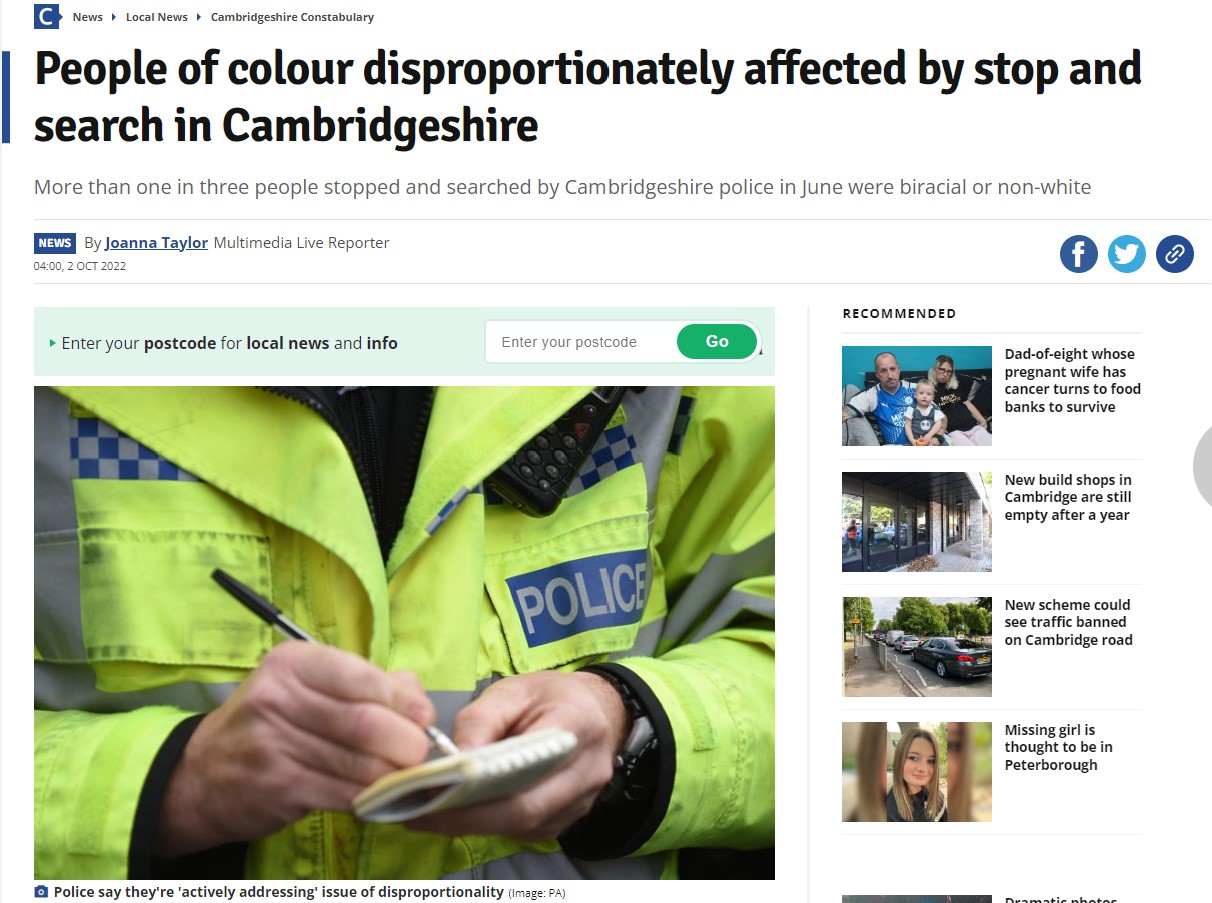 C News Local News Cambridgeshire Constabulary
People of colour disproportionately affected by stop and
search in Cambridgeshire
More than one in three people stopped and searched by Cambridgeshire police in June were biracial or non-white
NEWS By Joanna Taylor Multimedia Live Reporter
04:00, 2 OCT 2022
Enter your postcode for local news and info
Enter your postcode
Go
POLICE
Police say they're 'actively addressing' issue of disproportionality (Image: PA)
RECOMMENDED
Dad-of-eight whose
pregnant wife has
cancer turns to food
banks to survive
New build shops in
Cambridge are still
empty after a year
New scheme could
see traffic banned
on Cambridge road
Missing girl is
thought to be in
Peterborough
Dramatic photos